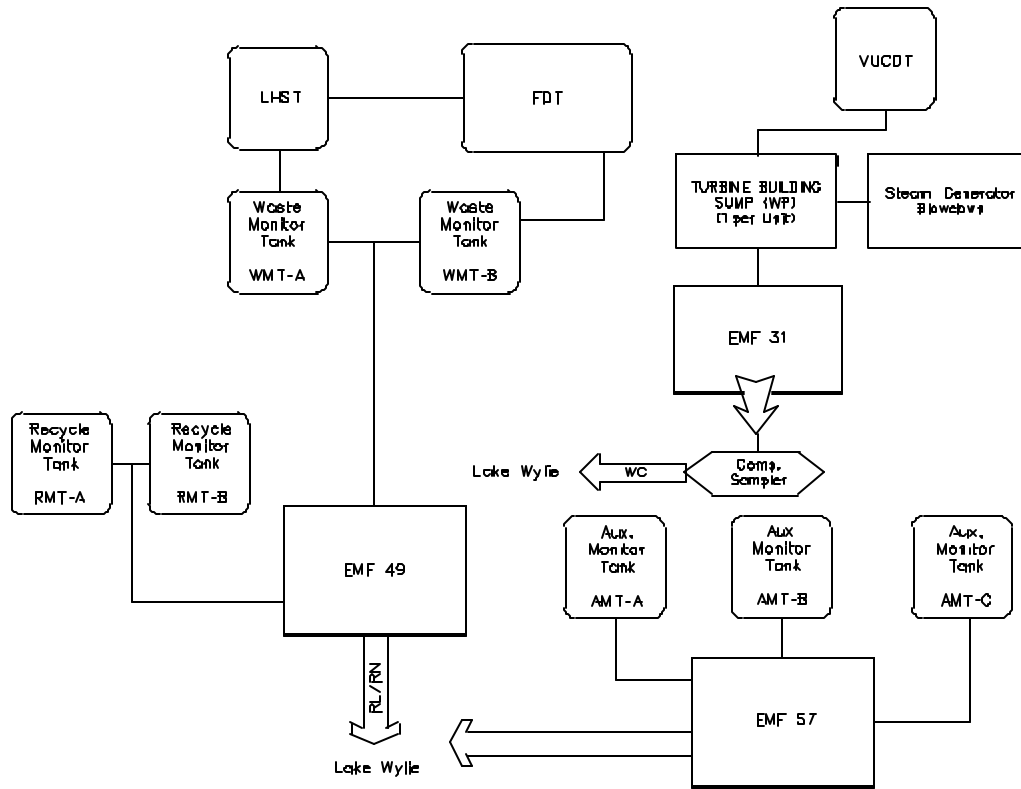 VUCDT
LHST
FDT
TURBINE BUILDING
SUMP (WP)
(1 per Unit)
Steam Generator
Blowdown
Waste
Monitor
Tank
WMT-A
Waste
Monitor
Tank
WMT-B
EMF 31
Recycle
Monitor
Tank
RMT-A
Recycle
Monitor
Tank
RMT-B
Lake Wylie
WC
Comp.
Sampler
EMF 49
Aux.
Monitor
Tank
AMT-A
Aux
Monitor
Tank
AMT-B
Aux.
Monitor
Tank
AMT-C
RL/RN
EMF 57
Lake Wylie